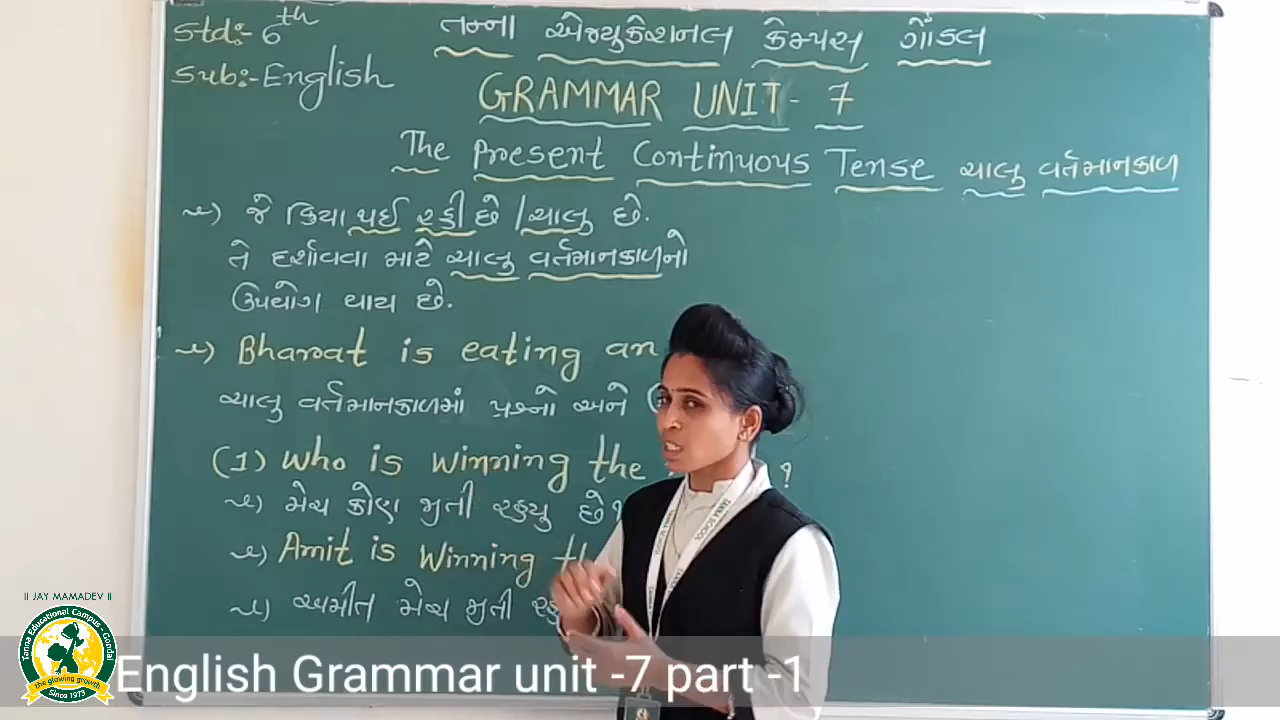 std:- 6th
sub:- English
તન્ના એજ્યુકેશનલ કેમ્પસ ગોંડલ
GRAMMAR UNIT- 7
The Present Continuous Tense ચાલુ વર્તમાનકાળ
જે ક્રિયા થઈ રહી છે / ચાલુ છે.
તે દર્શાવવા માટે ચાલુ વર્તમાનકાળનો
ઉપયોગ થાય છે.
Bharat is eating an
ચાલુ વર્તમાનકાળમાં પ્રશ્નો અને
(1) Who is winning the ?
મેચ કોણ જીતી રહ્યુ છે?
Amit is winning th
અમીત મેચ જીતી
TANNA SCHOOL
॥ JAY MAMADEV ॥
Tanna Educational Campus - Gondal
the glowing growth
Since 1973
English Grammar unit -7 part -1